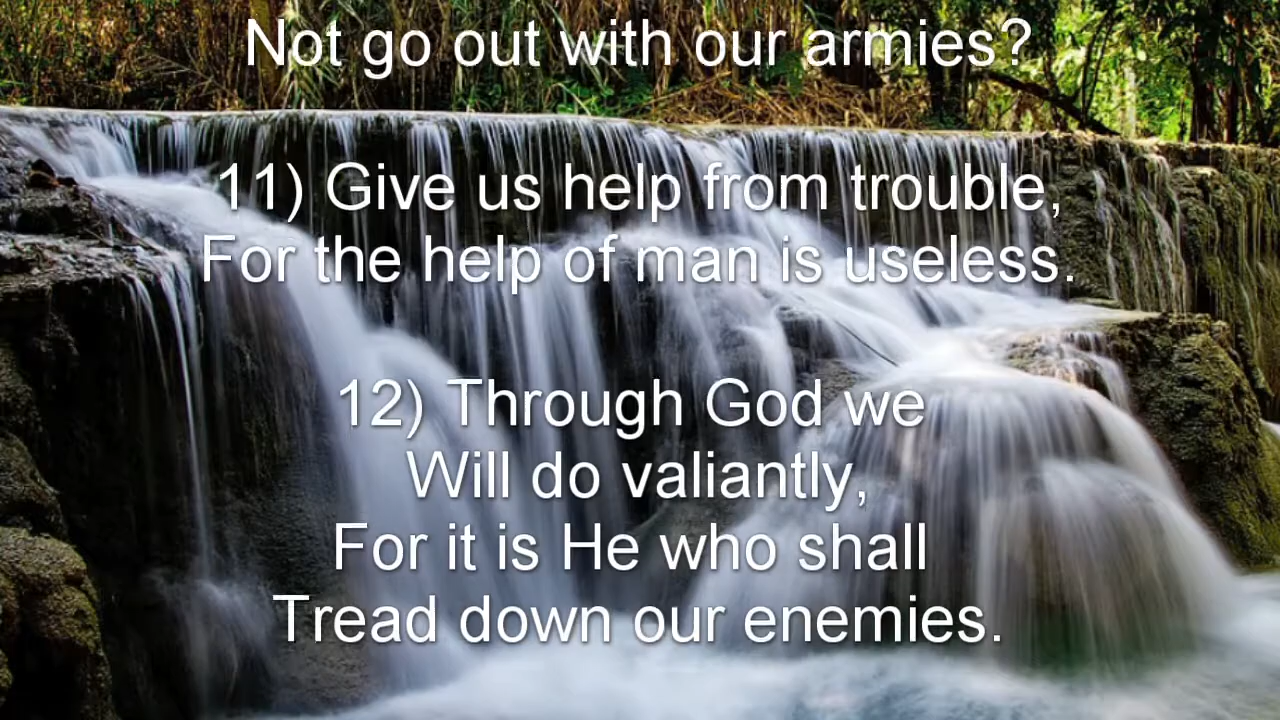 Not go out with our armies?
11) Give us help from trouble,
For the help of man is useless.
12) Through God we
Will do valiantly,
For it is He who shall
Tread down our enemies.